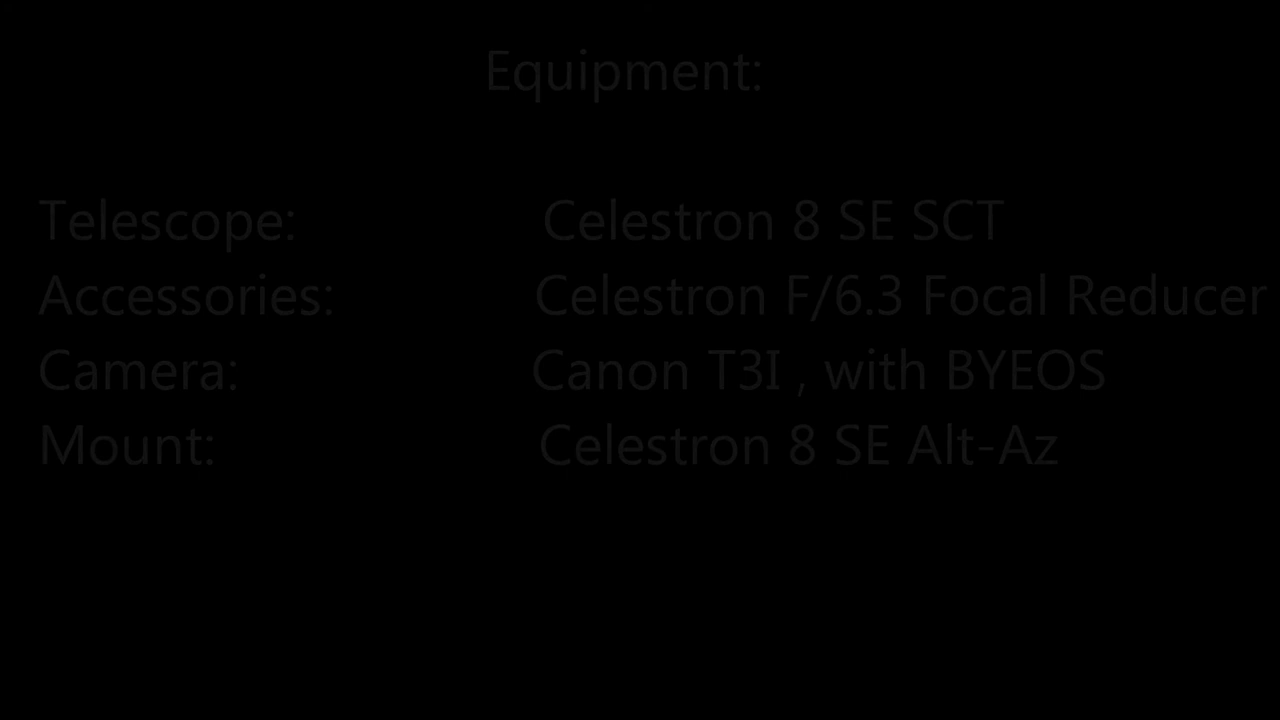 Equipment:
Telescope: Celestron 8 SE SCT
Accessories: Celestron F/6.3 Focal Reducer
Camera: Canon T3I , with BYEOS
Mount: Celestron 8 SE Alt-Az